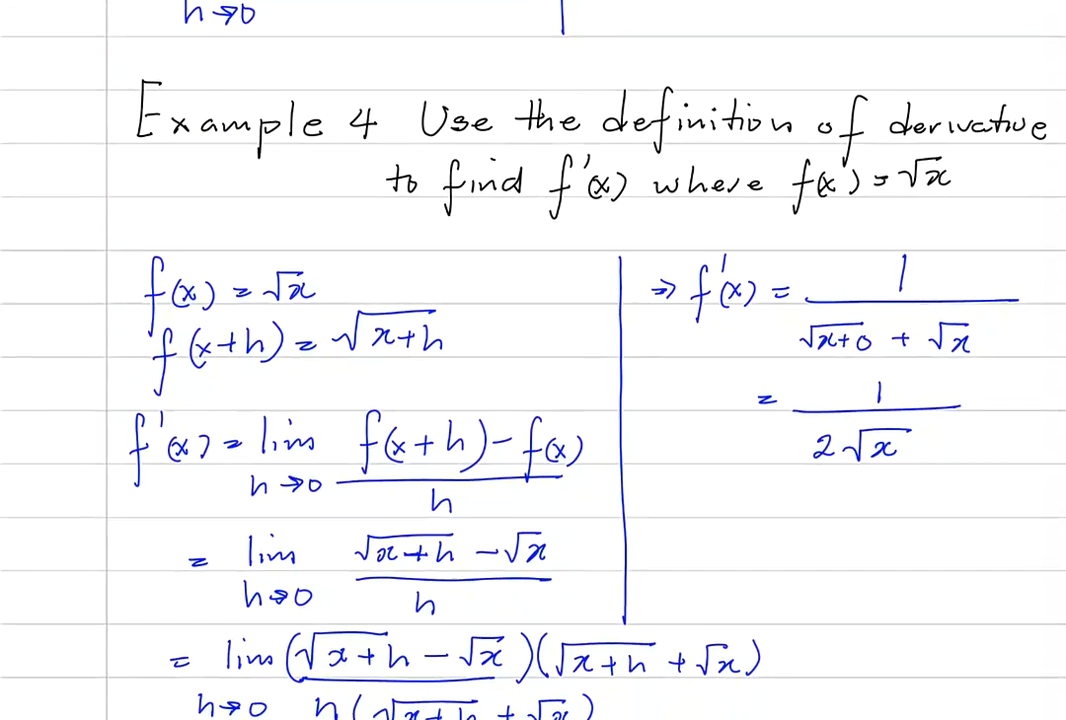 h→0
Example 4 Use the definition of derivative
to find f'(x) where f(x) = √x
f(x) = √x
f(x+h) = √(x+h)
f'(x) = lim h→0 (f(x+h) - f(x)) / h
= lim h→0 (√(x+h) - √x) / h
= lim h→0 (√(x+h) - √x)(√(x+h) + √x) / h(√(x+h) + √x)
⇒ f'(x) = 1 / (√(x+0) + √x)
= 1 / (2√x)